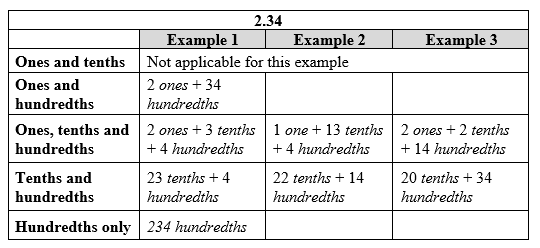 2.34
Example 1 Example 2 Example 3
Ones and tenths Not applicable for this example
Ones and 2 ones + 34
hundredths hundredths
Ones, tenths and 2 ones + 3 tenths 1 one + 13 tenths 2 ones + 2 tenths
hundredths + 4 hundredths + 4 hundredths + 14 hundredths
Tenths and 23 tenths + 4 22 tenths + 14 20 tenths + 34
hundredths hundredths hundredths hundredths
Hundredths only 234 hundredths